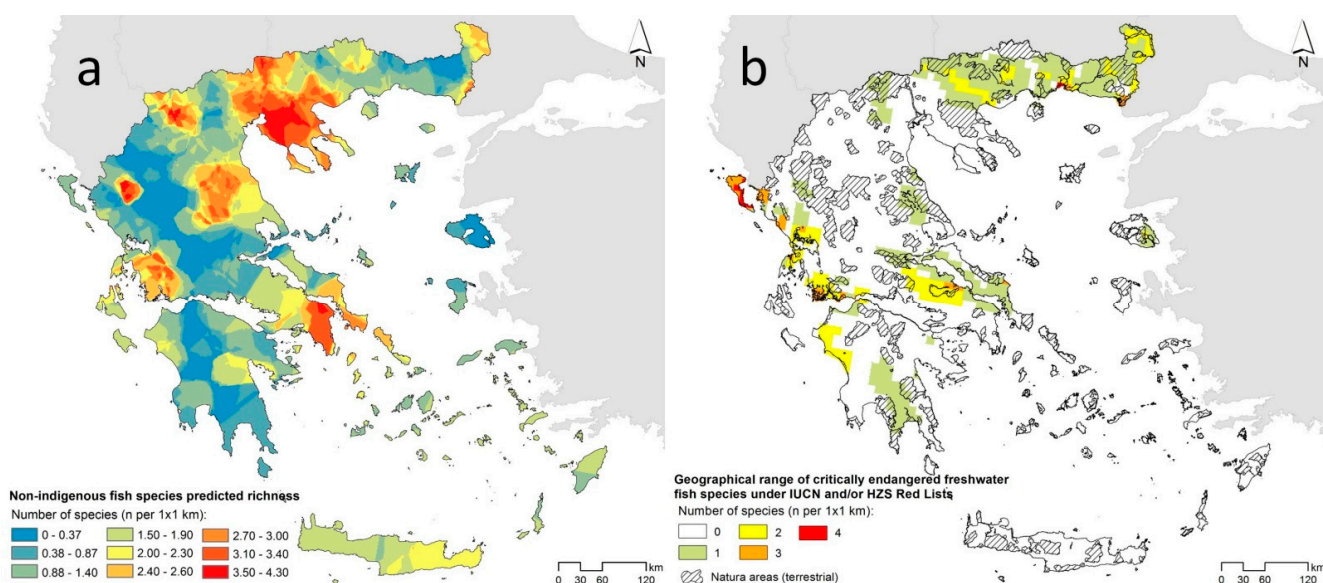 a
N
Non-indigenous fish species predicted richness
Number of species (n per 1x1 km):
0 - 0.37
1.50 - 1.90
2.70 - 3.00
0.38 - 0.87
2.00 - 2.30
3.10 - 3.40
0.88 - 1.40
2.40 - 2.60
3.50 - 4.30
km
0 30 60 120
b
N
Geographical range of critically endangered freshwater
fish species under IUCN and/or HZS Red Lists
Number of species (n per 1x1 km):
0
2
4
1
3
Natura areas (terrestrial)
km
0 30 60 120